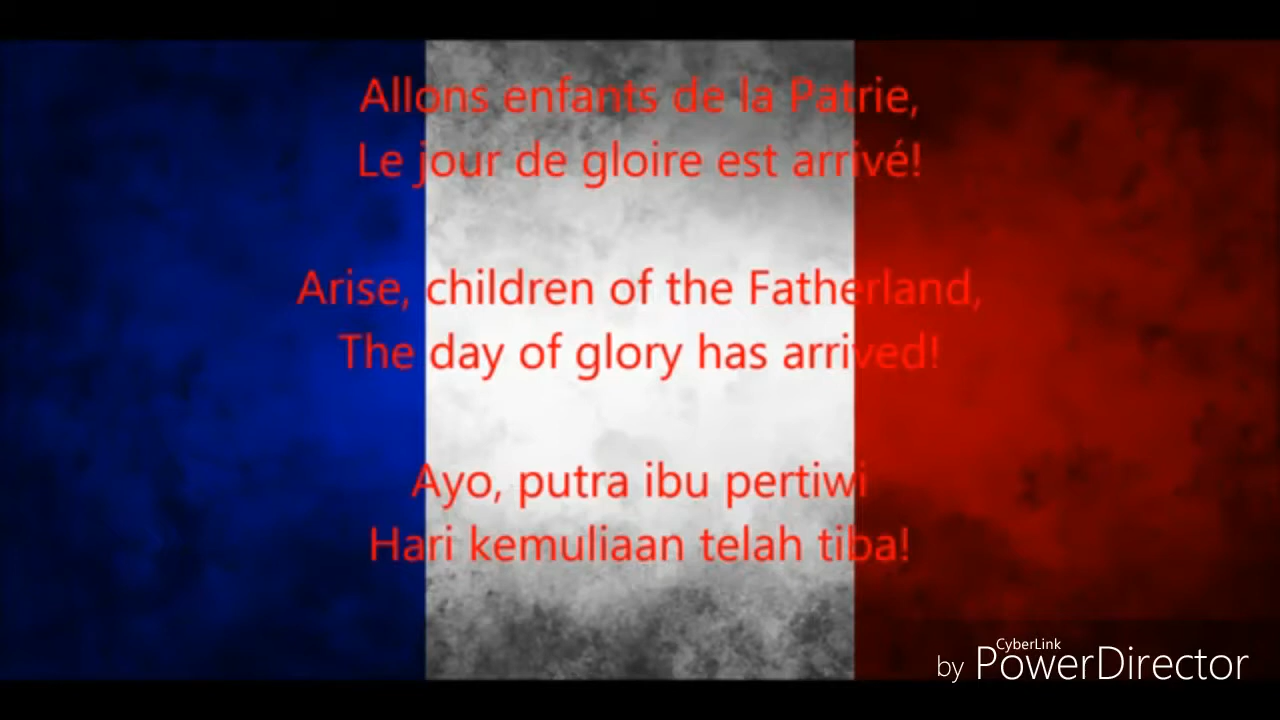 Allons enfants de la Patrie,
Le jour de gloire est arrivé!
Arise, children of the Fatherland,
The day of glory has arrived!
Ayo, putra ibu pertiwi
Hari kemuliaan telah tiba!
CyberLink
by PowerDirector